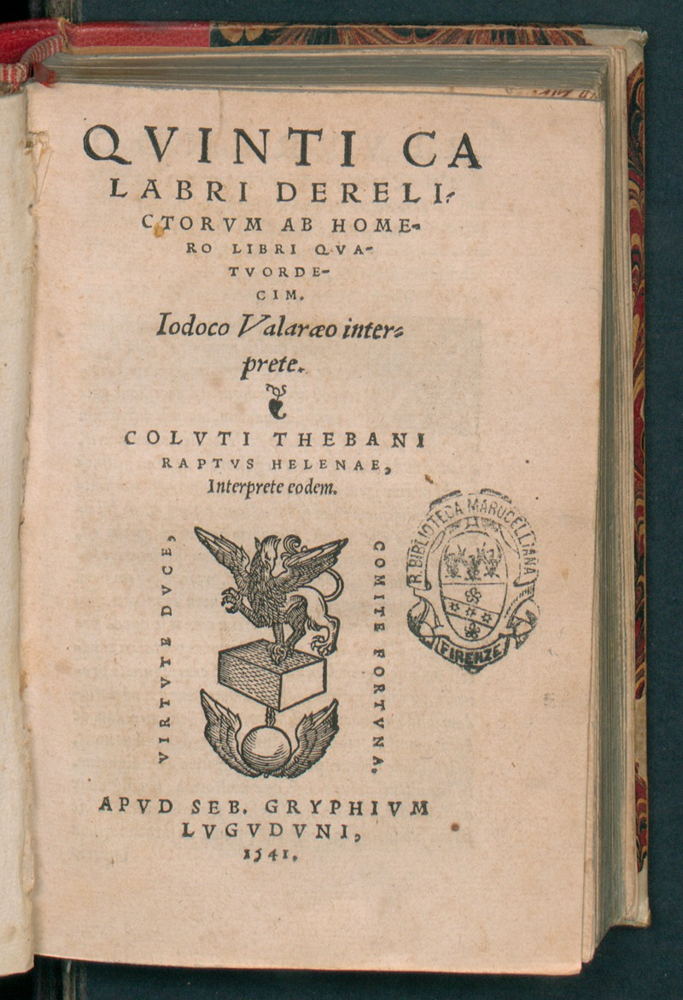 QVINTI CA
LABRI DERELI-
CTORVM AB HOME-
RO LIBRI QVA-
TVORDE-
CIM.
Iodoco Valaræo inter-
prete.
COLVTI THEBANI
RAPTVS HELENAE,
Interprete eodem.
VIRTVTE DVCE,
COMITE FORTVNA.
R. BIBLIOTECA MARUCELLIANA
FIRENZE
APVD SEB. GRYPHIVM
LVGVDVNI,
1541.